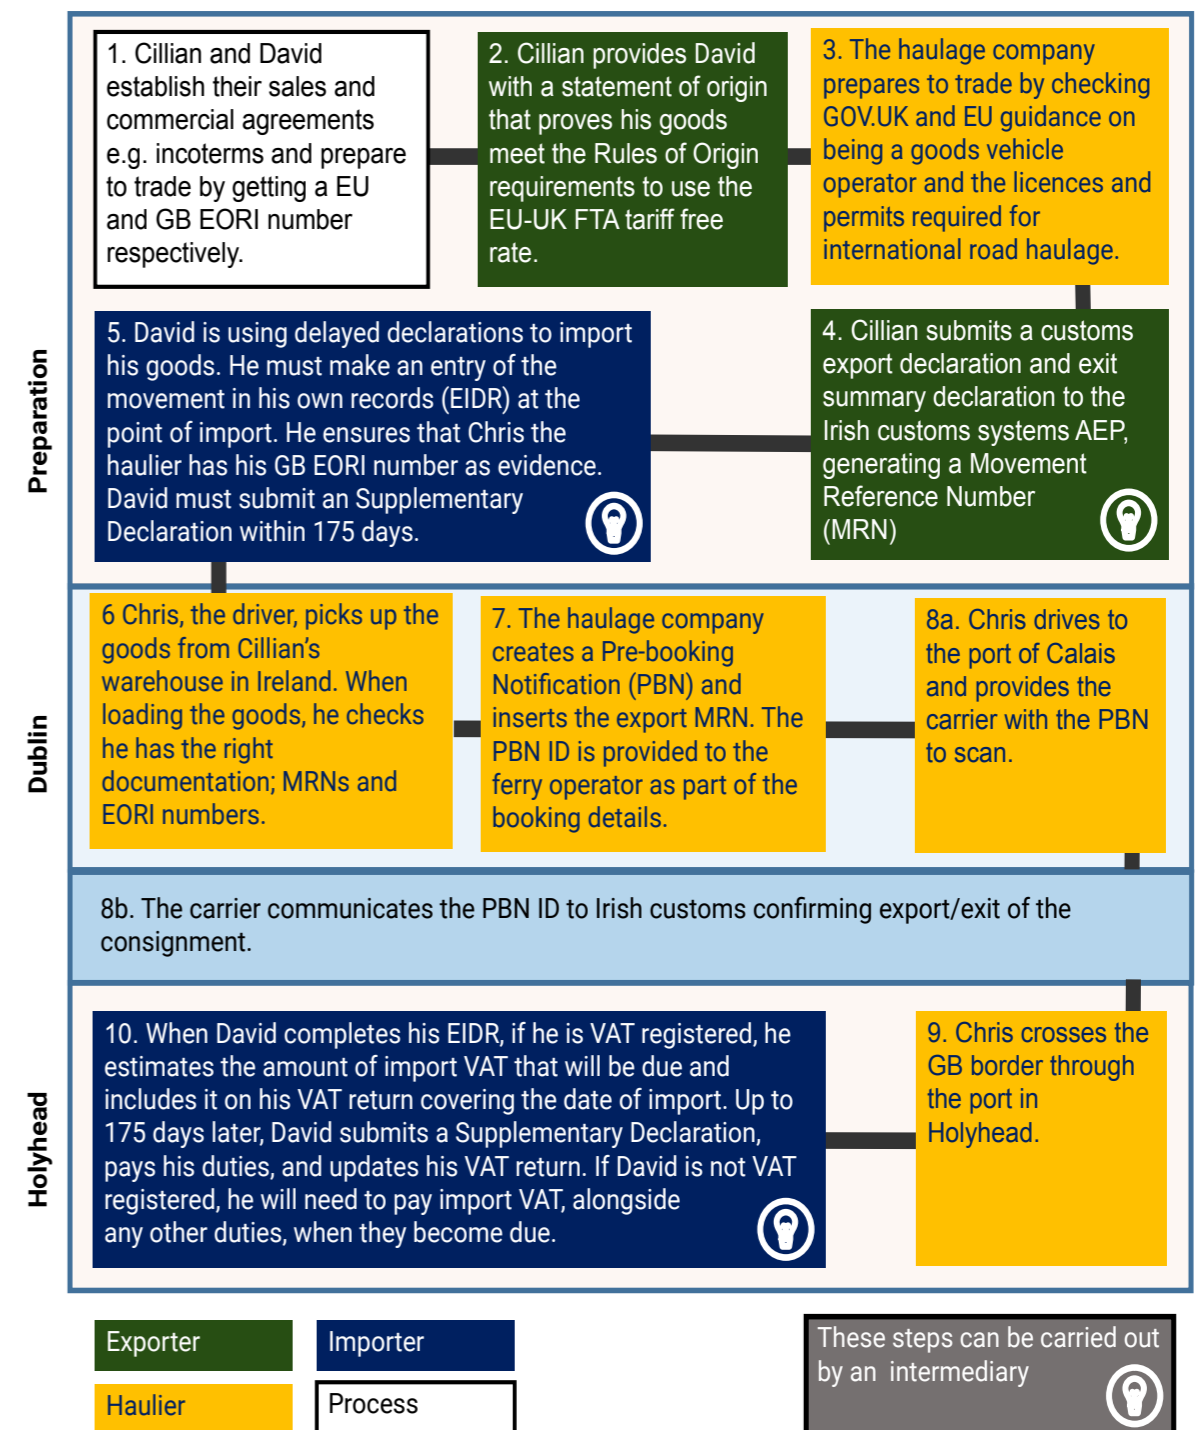 1. Cillian and David
establish their sales and
commercial agreements
e.g. incoterms and prepare
to trade by getting a EU
and GB EORI number
respectively.
2. Cillian provides David
with a statement of origin
that proves his goods
meet the Rules of Origin
requirements to use the
EU-UK FTA tariff free
rate.
3. The haulage company
prepares to trade by checking
GOV.UK and EU guidance on
being a goods vehicle
operator and the licences and
permits required for
international road haulage.
Preparation
4. Cillian submits a customs
export declaration and exit
summary declaration to the
Irish customs systems AEP,
generating a Movement
Reference Number
(MRN)
5. David is using delayed declarations to import
his goods. He must make an entry of the
movement in his own records (EIDR) at the
point of import. He ensures that Chris the
haulier has his GB EORI number as evidence.
David must submit an Supplementary
Declaration within 175 days.
Dublin
6 Chris, the driver, picks up the
goods from Cillian's
warehouse in Ireland. When
loading the goods, he checks
he has the right
documentation; MRNs and
EORI numbers.
7. The haulage company
creates a Pre-booking
Notification (PBN) and
inserts the export MRN. The
PBN ID is provided to the
ferry operator as part of the
booking details.
8a. Chris drives to
the port of Calais
and provides the
carrier with the PBN
to scan.
8b. The carrier communicates the PBN ID to Irish customs confirming export/exit of the
consignment.
Holyhead
9. Chris crosses the
GB border through
the port in
Holyhead.
10. When David completes his EIDR, if he is VAT registered, he
estimates the amount of import VAT that will be due and
includes it on his VAT return covering the date of import. Up to
175 days later, David submits a Supplementary Declaration,
pays his duties, and updates his VAT return. If David is not VAT
registered, he will need to pay import VAT, alongside
any other duties, when they become due.
Exporter
Importer
Haulier
Process
These steps can be carried out
by an intermediary